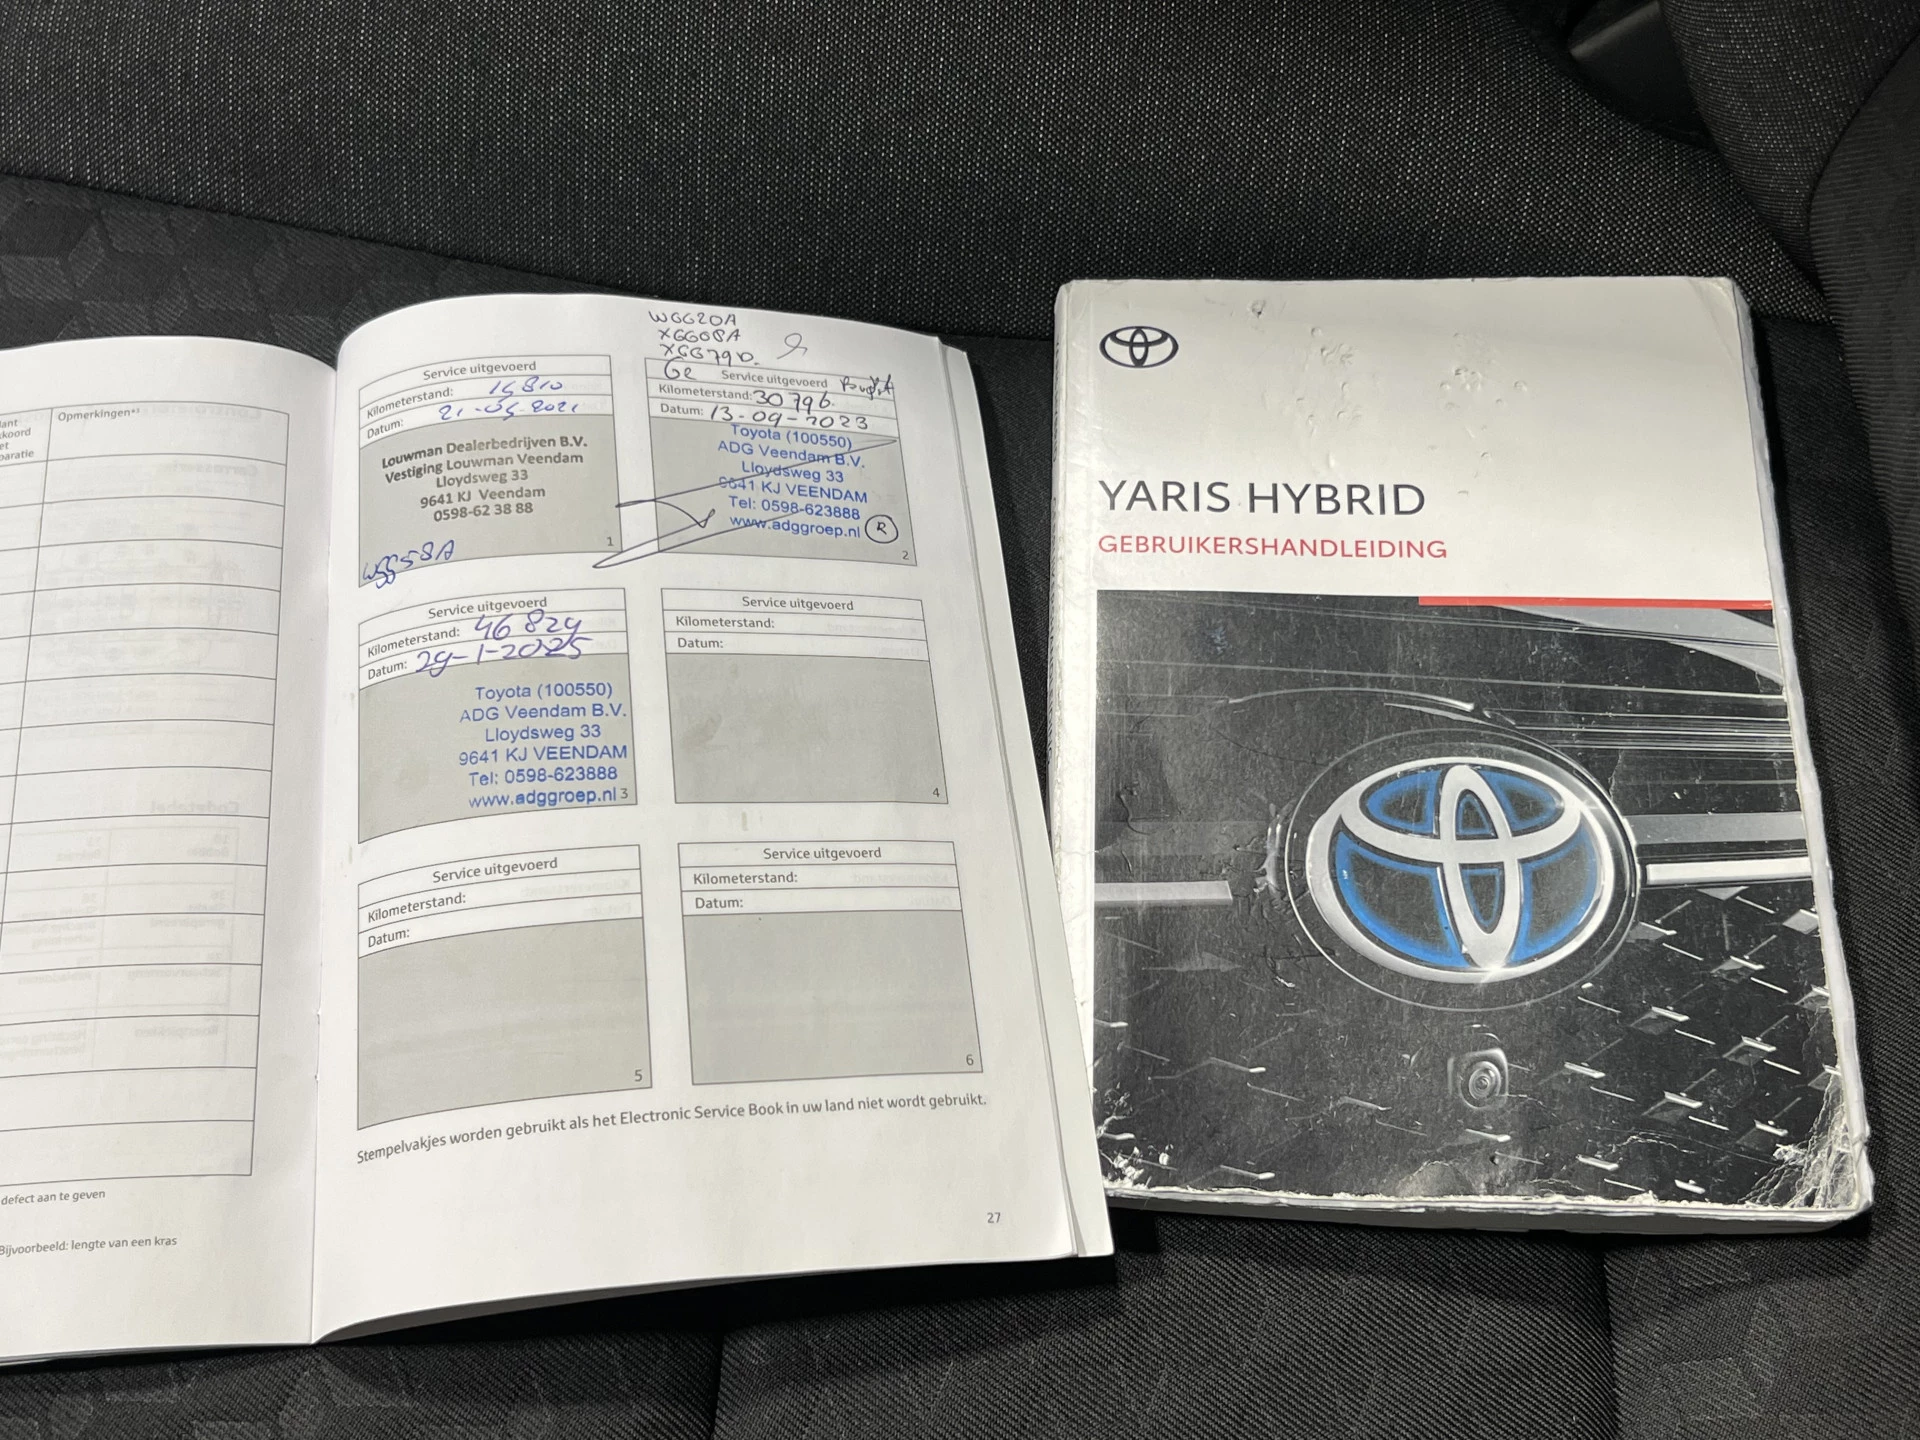 Opmerkingen*²
defect aan te geven
Bijvoorbeeld: lengte van een kras
Service uitgevoerd
Kilometerstand: 15810
Datum: 21-05-2021
Louwman Dealerbedrijven B.V.
Vestiging Louwman Veendam
Lloydsweg 33
9641 KJ Veendam
0598-62 38 88
1
WGG20A
XGG08A
Service uitgevoerd
Kilometerstand: 30796
Datum: 13-09-2023
Toyota (100550)
ADG Veendam B.V.
Lloydsweg 33
9641 KJ VEENDAM
Tel: 0598-623888
www.adggroep.nl R
2
Service uitgevoerd
Kilometerstand: 46829
Datum: 29-1-2025
Toyota (100550)
ADG Veendam B.V.
Lloydsweg 33
9641 KJ VEENDAM
Tel: 0598-623888
www.adggroep.nl 3
Service uitgevoerd
Kilometerstand:
Datum:
4
Service uitgevoerd
Kilometerstand:
Datum:
5
Service uitgevoerd
Kilometerstand:
Datum:
6
Stempelvakjes worden gebruikt als het Electronic Service Book in uw land niet wordt gebruikt.
27
YARIS HYBRID
GEBRUIKERSHANDLEIDING